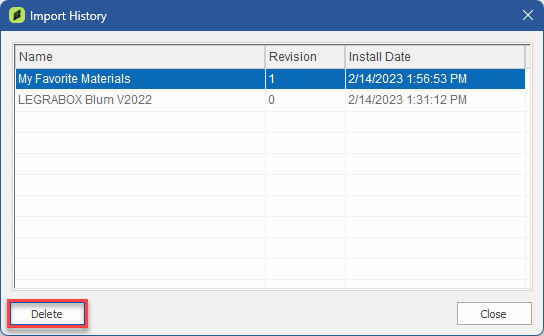 Import History
Name Revision Install Date
My Favorite Materials 1 2/14/2023 1:56:53 PM
LEGRABOX Blum V2022 0 2/14/2023 1:31:12 PM
Delete Close